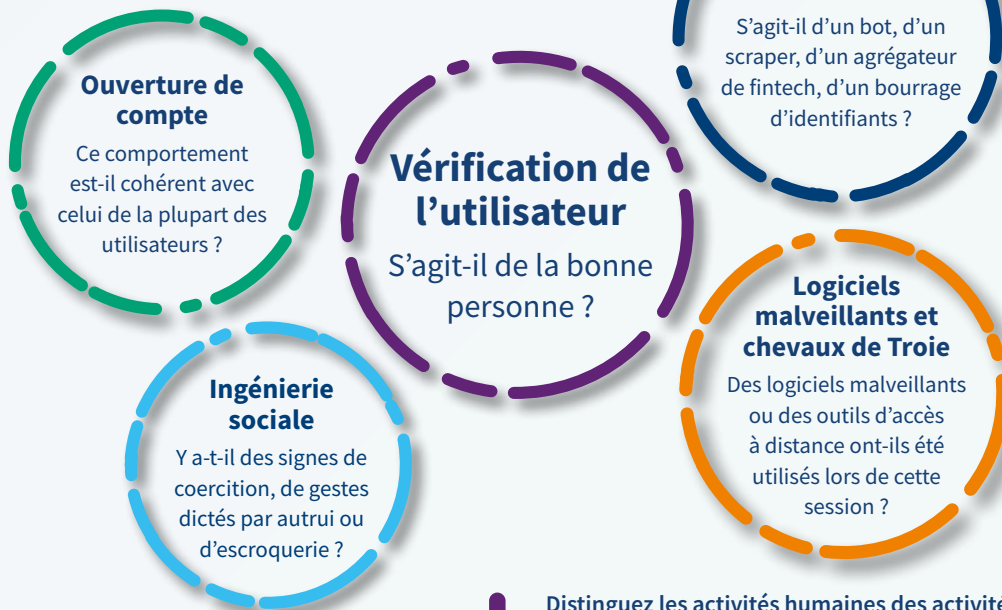 Ouverture de
compte
Ce comportement
est-il cohérent avec
celui de la plupart des
utilisateurs ?
Vérification de
l’utilisateur
S’agit-il de la bonne
personne ?
S’agit-il d’un bot, d’un
scraper, d’un agrégateur
de fintech, d’un bourrage
d’identifiants ?
Ingénierie
sociale
Y a-t-il des signes de
coercition, de gestes
dictés par autrui ou
d’escroquerie ?
Logiciels
malveillants et
chevaux de Troie
Des logiciels malveillants
ou des outils d’accès
à distance ont-ils été
utilisés lors de cette
session ?
Distinguez les activités humaines des activité